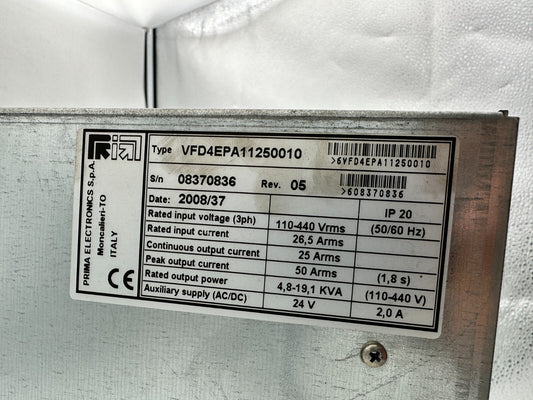 Prima
PRIMA ELECTRONICS S.p.A.
Moncalieri-TO
ITALY
CE
Type VFD4EPA11250010
>6VFD4EPA11250010
S/n 08370836 Rev. 05
>608370836
Date: 2008/37 IP 20
Rated input voltage (3ph) 110-440 Vrms (50/60 Hz)
Rated input current 26,5 Arms
Continuous output current 25 Arms
Peak output current 50 Arms (1,8 s)
Rated output power 4,8-19,1 KVA (110-440 V)
Auxiliary supply (AC/DC) 24 V 2,0 A